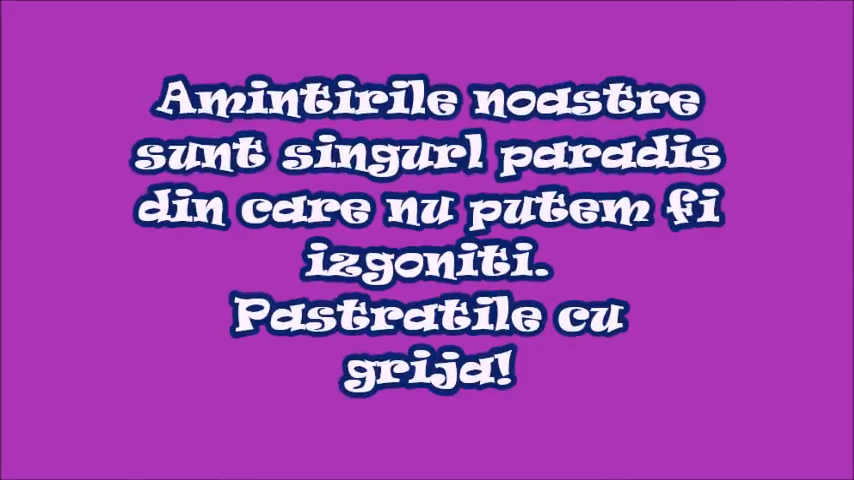 Amintirile noastre
sunt singurl paradis
din care nu putem fi
izgoniti.
Pastratile cu
grija!